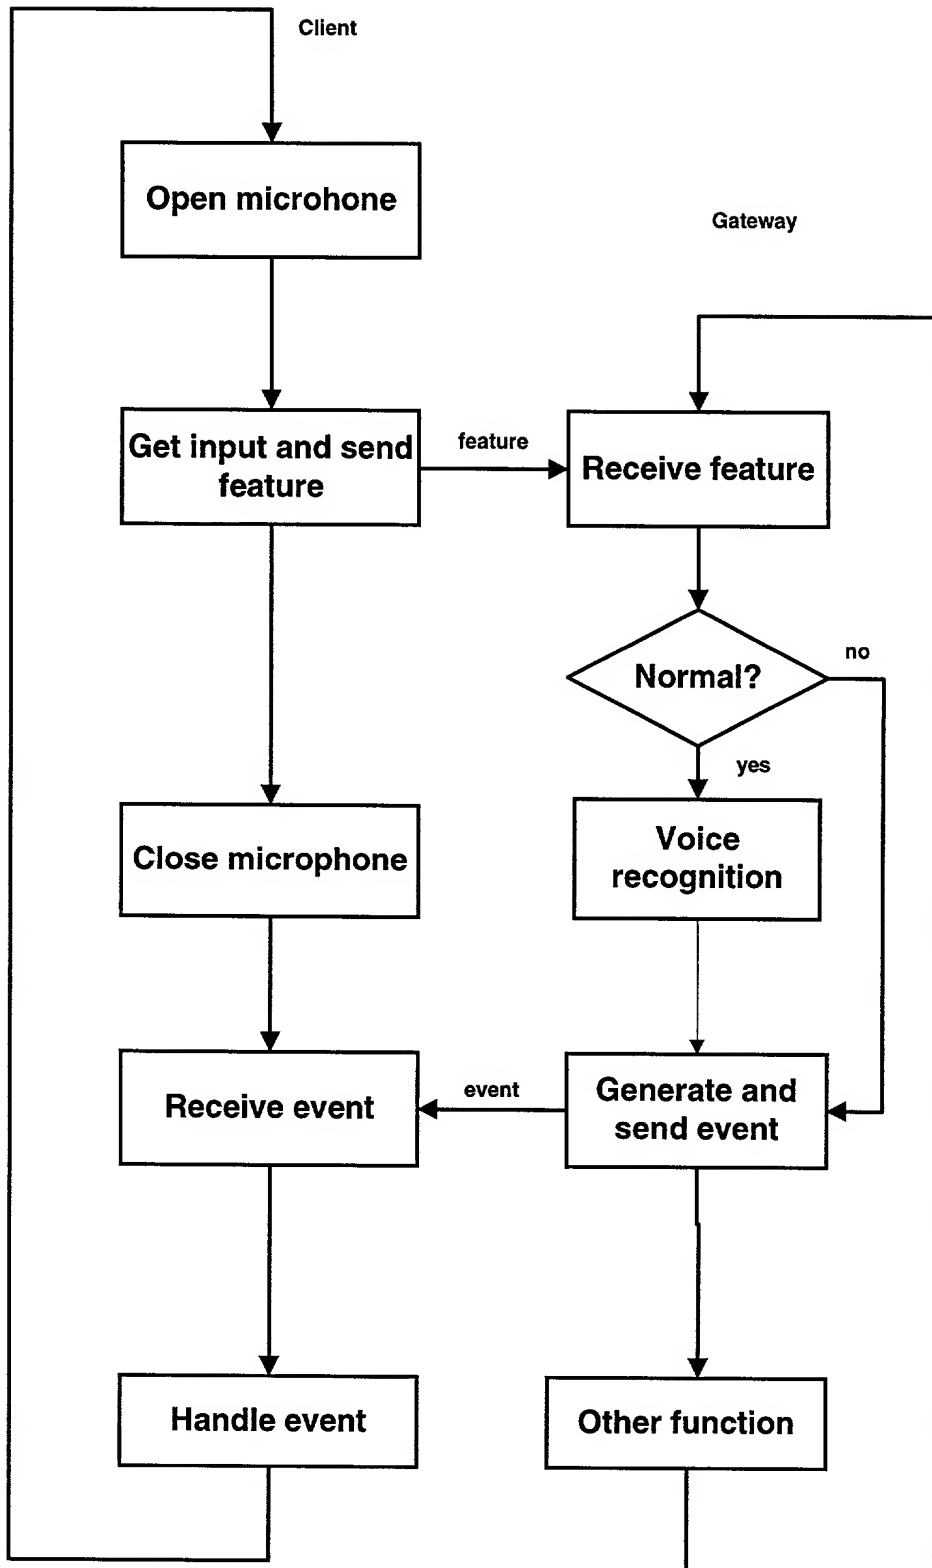 Client
Open microhone
Gateway
Get input and send
feature
feature
Receive feature
Normal?
no
yes
Voice
recognition
Close microphone
Receive event
event
Generate and
send event
Handle event
Other function